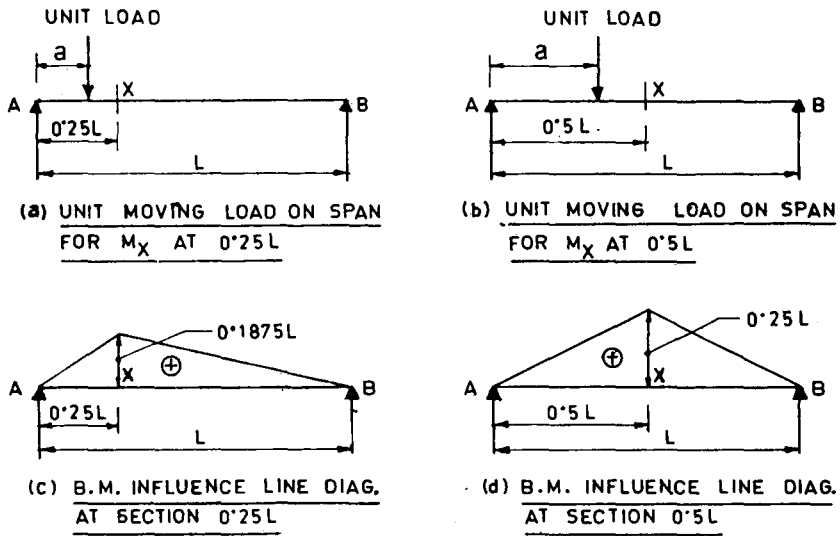 UNIT LOAD
a
X
A
B
0·25L
L
(a) UNIT MOVING LOAD ON SPAN
FOR MX AT 0·25L
UNIT LOAD
a
X
A
B
0·5L.
L
(b) UNIT MOVING LOAD ON SPAN
FOR MX AT 0·5L
0·1875L
+
A
X
B
0·25L
L
(c) B.M. INFLUENCE LINE DIAG.
AT SECTION 0·25L
0·25L
+
A
X
B
0·5L
L
(d) B.M. INFLUENCE LINE DIAG.
AT SECTION 0·5L